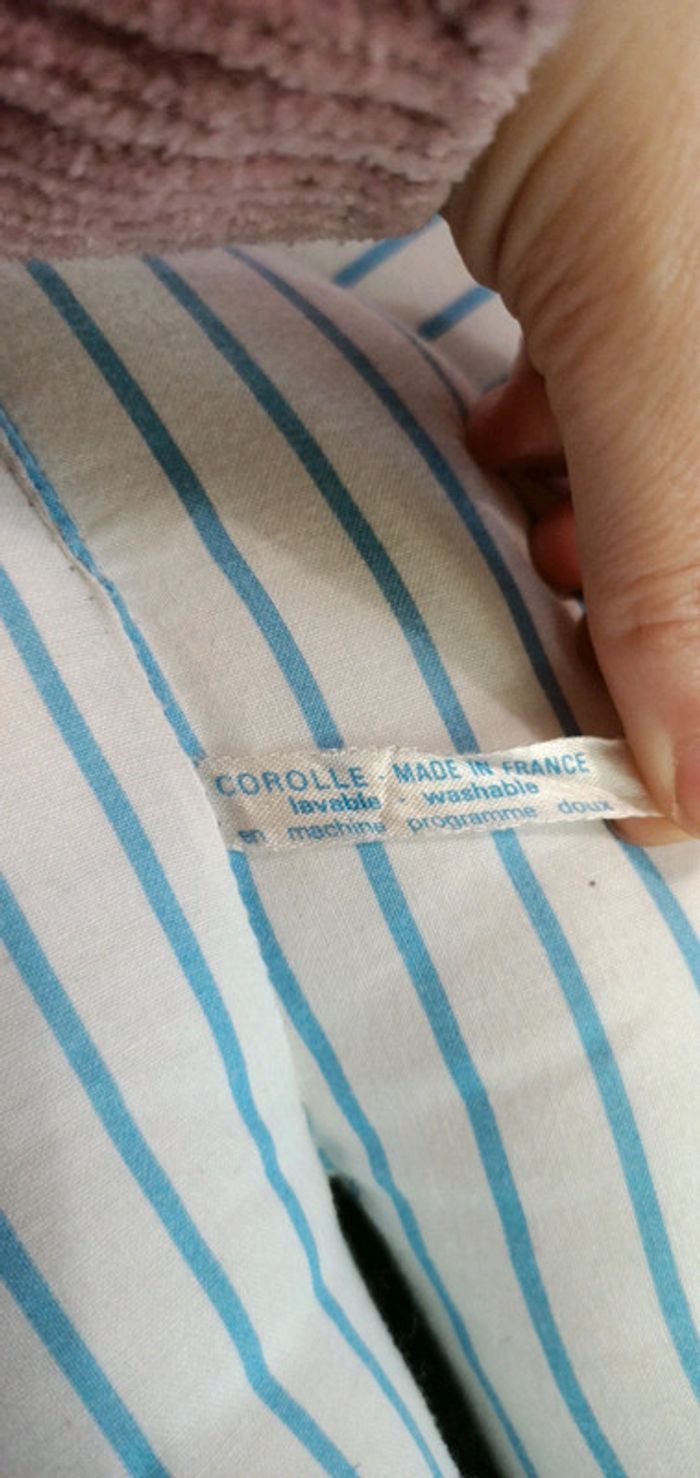 COROLLE - MADE IN FRANCE
lavable - washable
en machine programme doux